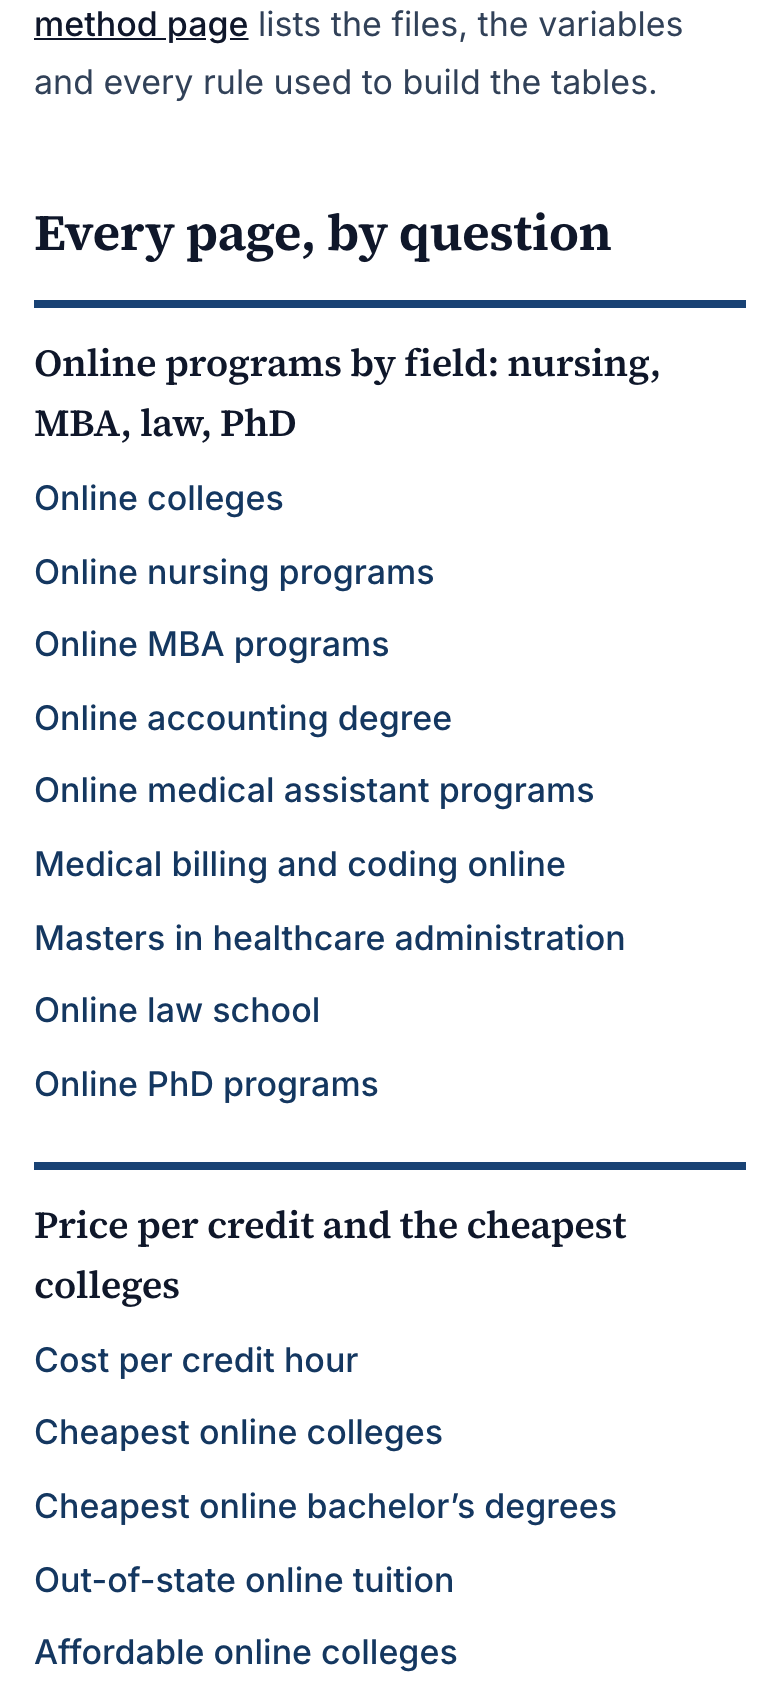 method page lists the files, the variables
and every rule used to build the tables.
Every page, by question
Online programs by field: nursing,
MBA, law, PhD
Online colleges
Online nursing programs
Online MBA programs
Online accounting degree
Online medical assistant programs
Medical billing and coding online
Masters in healthcare administration
Online law school
Online PhD programs
Price per credit and the cheapest
colleges
Cost per credit hour
Cheapest online colleges
Cheapest online bachelor’s degrees
Out-of-state online tuition
Affordable online colleges